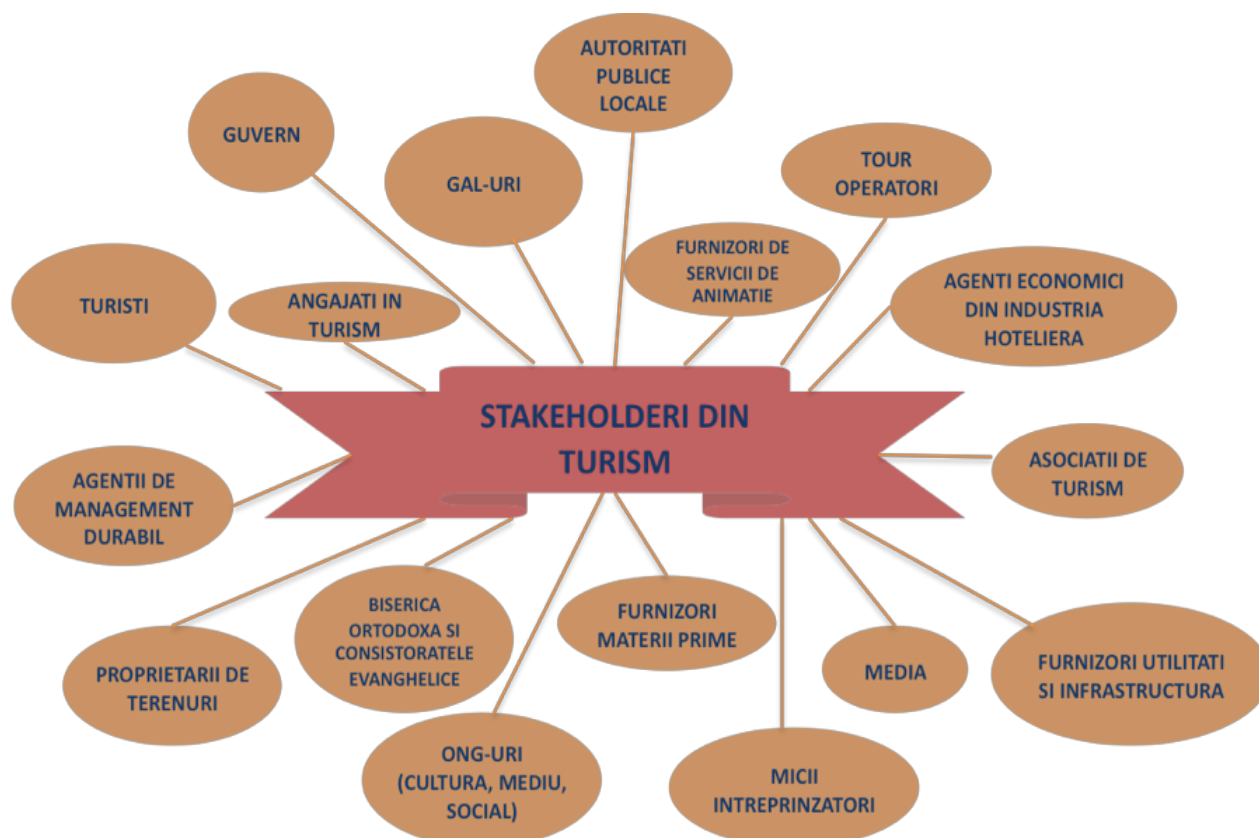 AUTORITATI
PUBLICE
LOCALE
GUVERN
GAL-URI
TOUR
OPERATORI
FURNIZORI DE
SERVICII DE
ANIMATIE
TURISTI
ANGAJATI IN
TURISM
AGENTI ECONOMICI
DIN INDUSTRIA
HOTELIERA
STAKEHOLDERI DIN
TURISM
AGENTII DE
MANAGEMENT
DURABIL
ASOCIATII DE
TURISM
PROPRIETARII DE
TERENURI
BISERICA
ORTODOXA SI
CONSISTORATELE
EVANGHELICE
FURNIZORI
MATERII PRIME
MEDIA
FURNIZORI UTILITATI
SI INFRASTRUCTURA
ONG-URI
(CULTURA, MEDIU,
SOCIAL)
MICII
INTREPRINZATORI